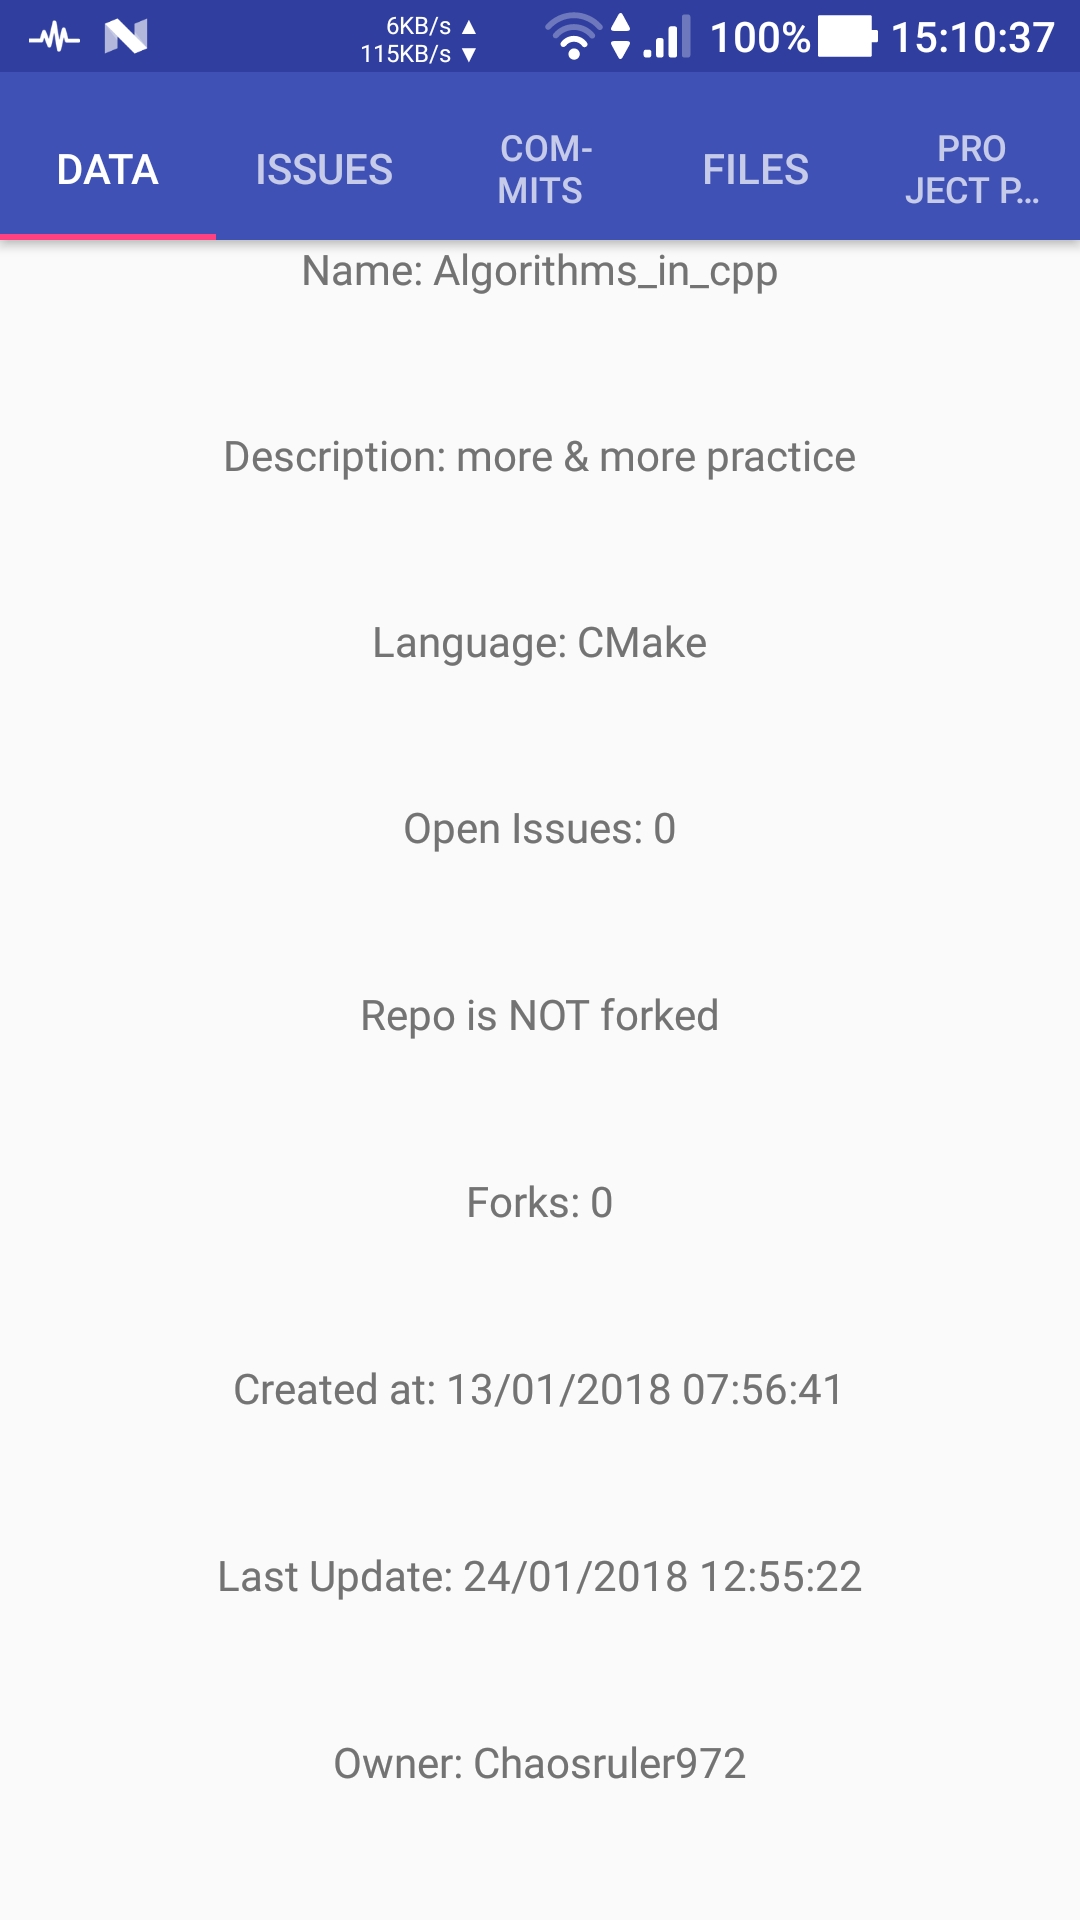 6KB/s ▲
115KB/s ▼
100%
15:10:37
DATA
ISSUES
COM-
MITS
FILES
PRO
JECT P...
Name: Algorithms_in_cpp
Description: more & more practice
Language: CMake
Open Issues: 0
Repo is NOT forked
Forks: 0
Created at: 13/01/2018 07:56:41
Last Update: 24/01/2018 12:55:22
Owner: Chaosruler972